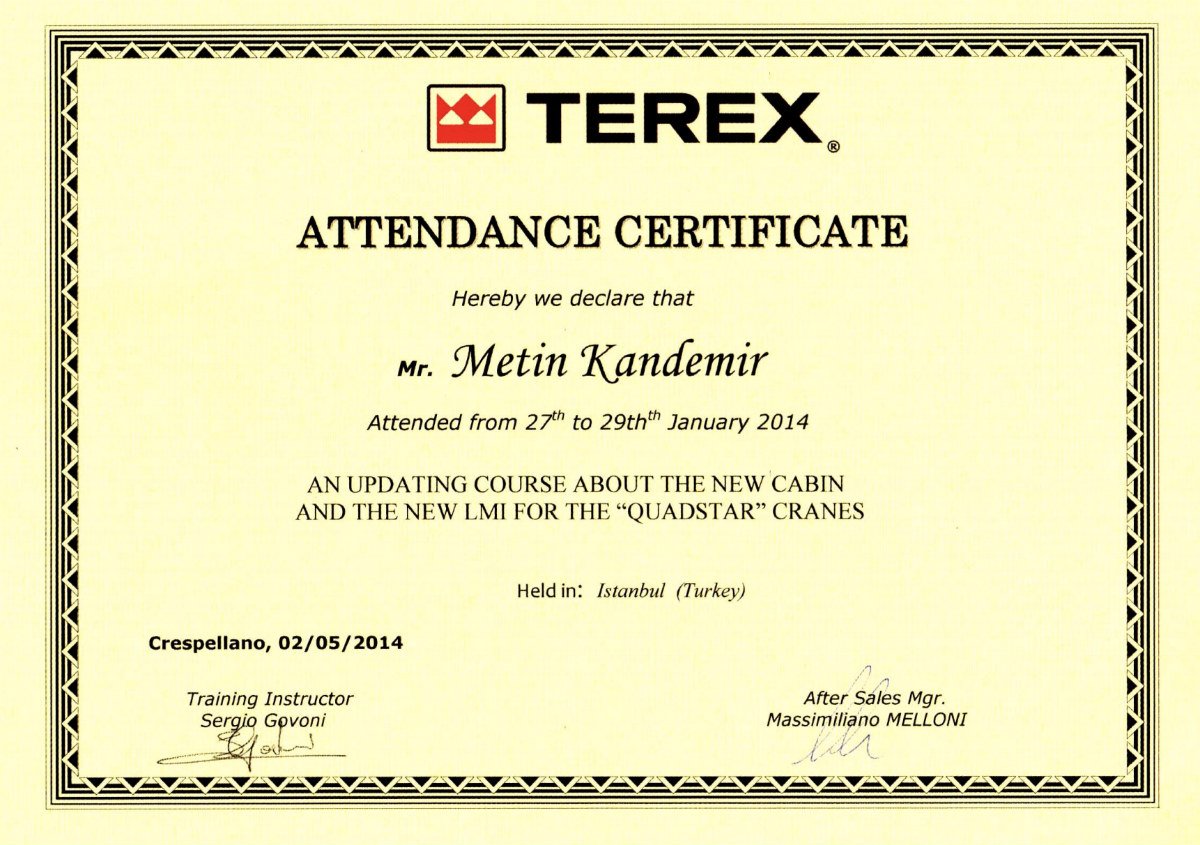 TEREX®
ATTENDANCE CERTIFICATE
Hereby we declare that
Mr. Metin Kandemir
Attended from 27th to 29thth January 2014
AN UPDATING COURSE ABOUT THE NEW CABIN
AND THE NEW LMI FOR THE “QUADSTAR” CRANES
Held in: Istanbul (Turkey)
Crespellano, 02/05/2014
Training Instructor
Sergio Govoni
After Sales Mgr.
Massimiliano MELLONI